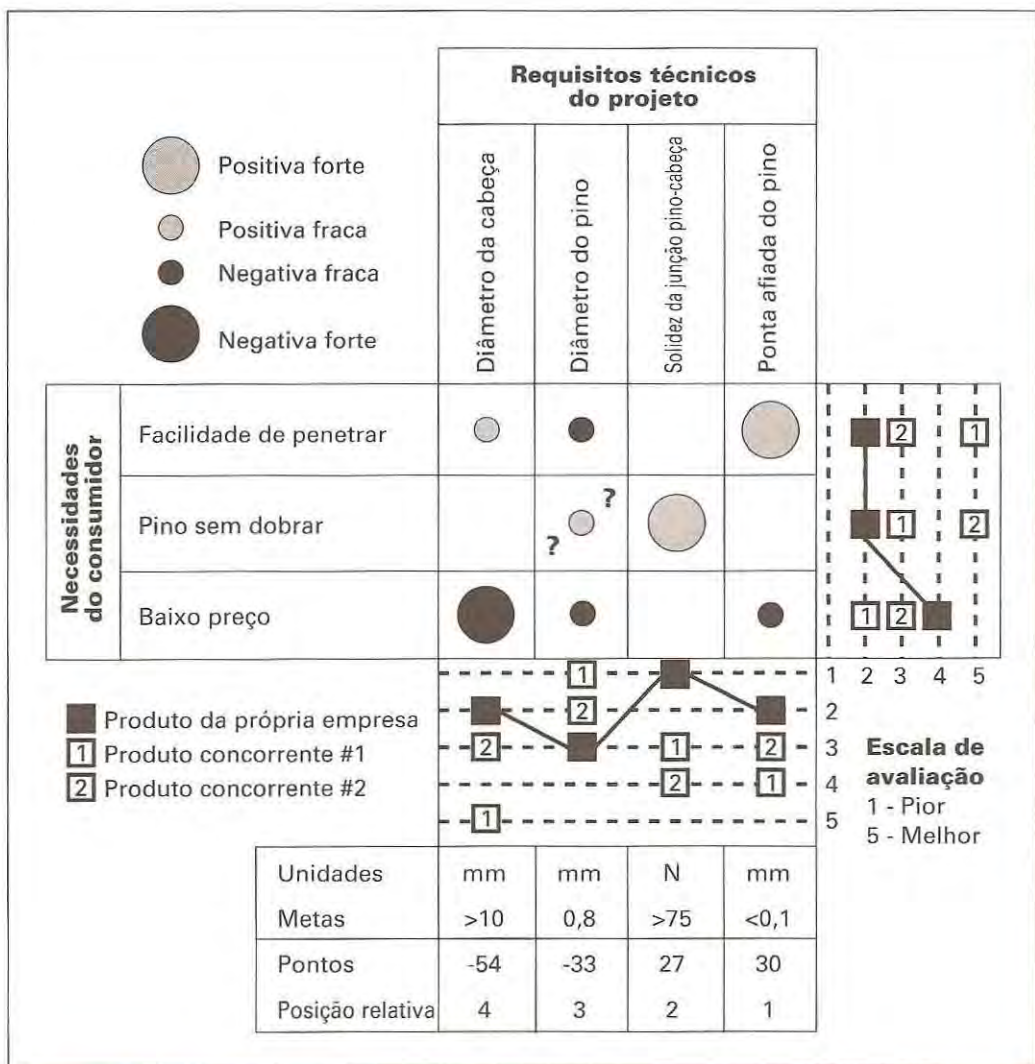 Requisitos técnicos
do projeto
Positiva forte
Positiva fraca
Negativa fraca
Negativa forte
Diâmetro da cabeça
Diâmetro do pino
Solidez da junção pino-cabeça
Ponta afiada do pino
Necessidades
do consumidor
Facilidade de penetrar
2 1
Pino sem dobrar
? ?
1 2
Baixo preço
1 2
1 2 3 4 5
Produto da própria empresa
Produto concorrente #1
Produto concorrente #2
1
2 2
2 1 2 3
2 1 4
1 5
Escala de
avaliação
1 - Pior
5 - Melhor
Unidades mm mm N mm
Metas >10 0,8 >75 <0,1
Pontos -54 -33 27 30
Posição relativa 4 3 2 1